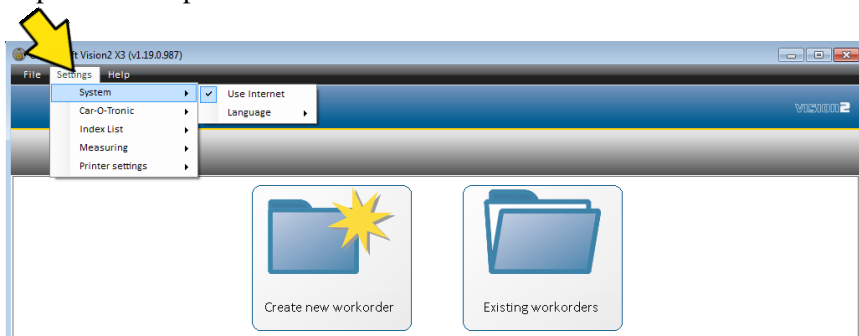 ft Vision2 X3 (v1.19.0.987)
File Settings Help
System Use Internet
Car-O-Tronic Language
Index List
Measuring
Printer settings
VISION2
Create new workorder Existing workorders